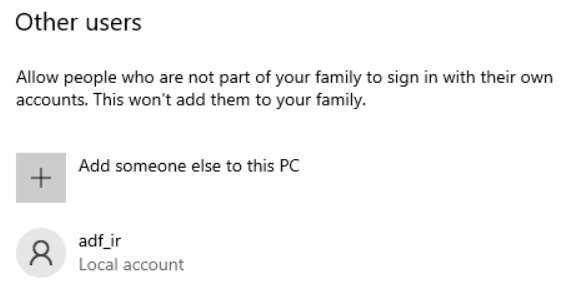 Other users
Allow people who are not part of your family to sign in with their own
accounts. This won't add them to your family.
Add someone else to this PC
adf_ir
Local account